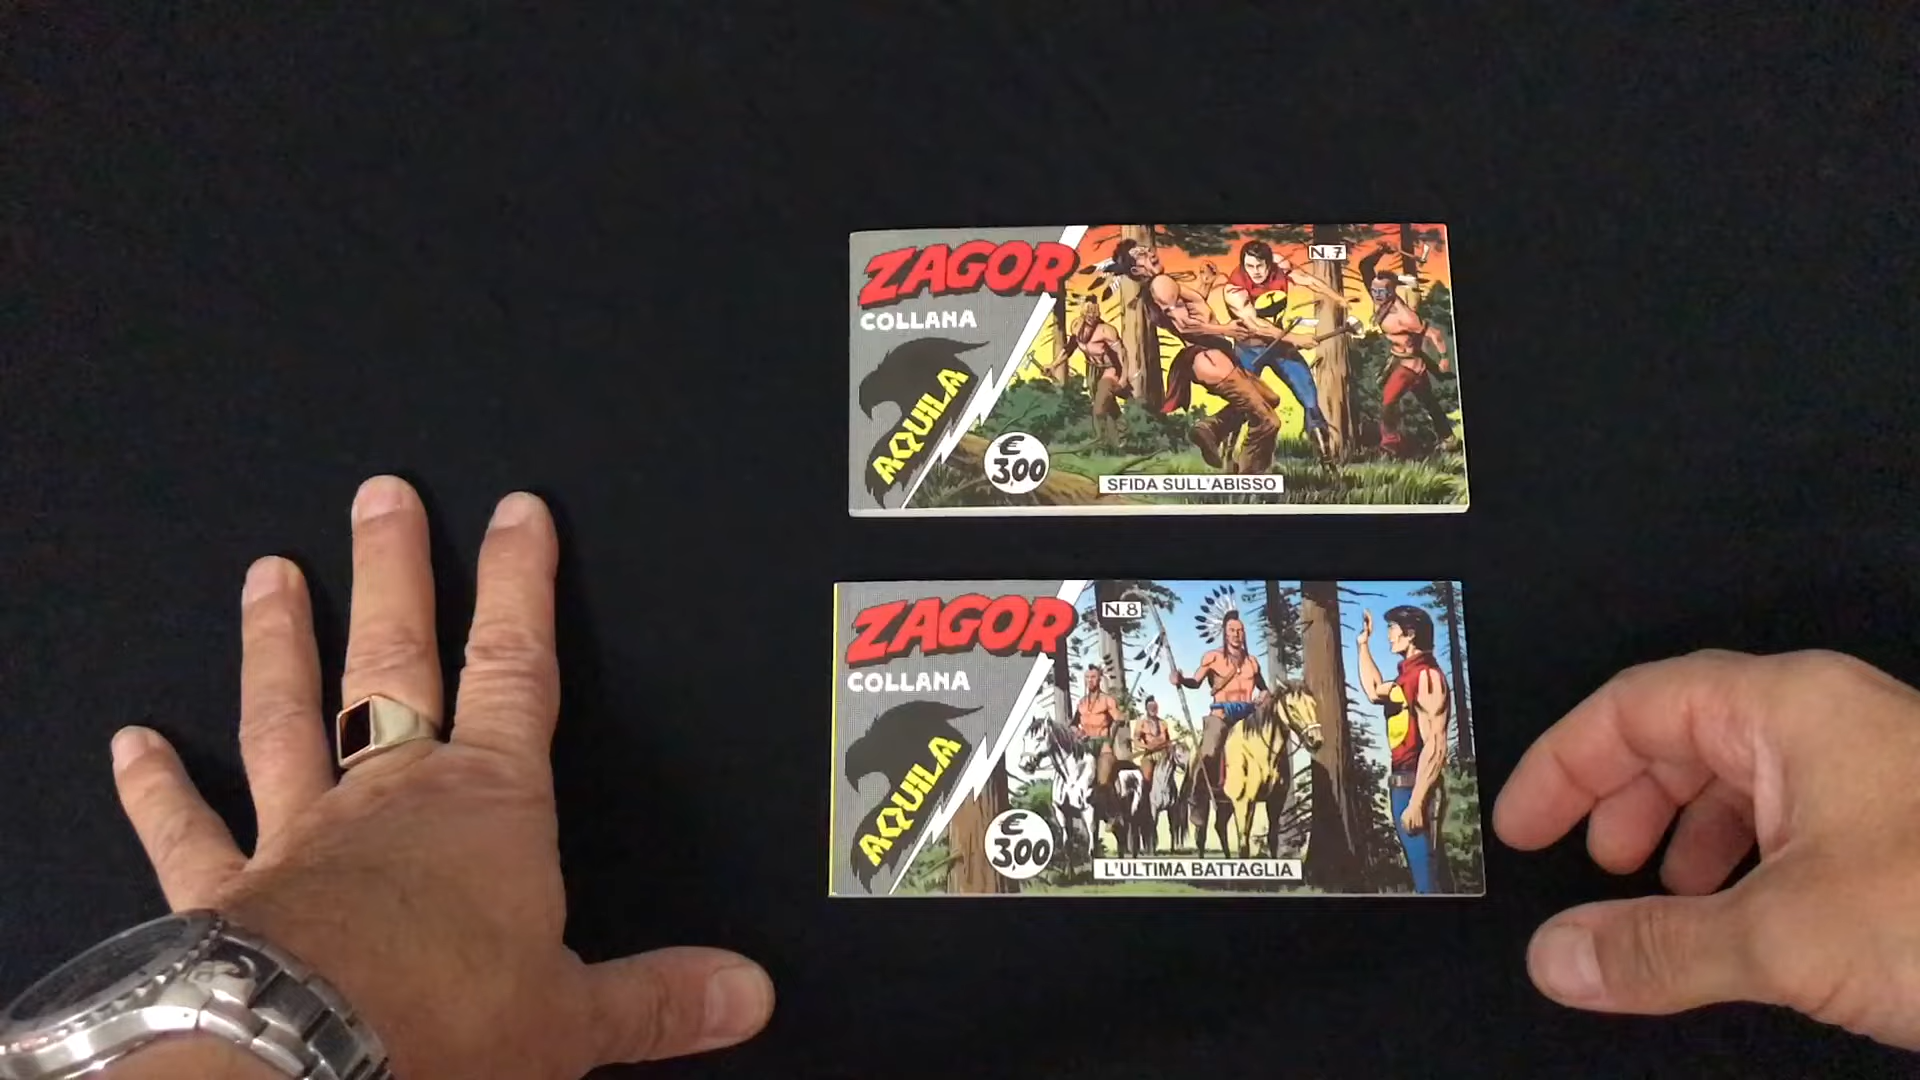 ZAGOR
COLLANA
AQUILA
N.7
€
3,00
SFIDA SULL'ABISSO
ZAGOR
COLLANA
AQUILA
N.8
€
3,00
L'ULTIMA BATTAGLIA